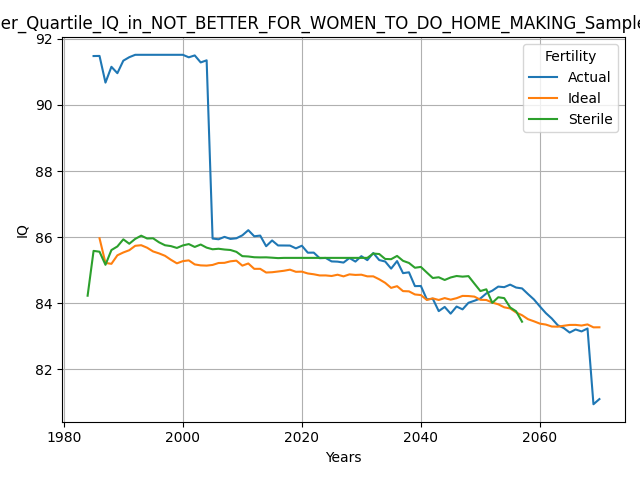 er_Quartile_IQ_in_NOT_BETTER_FOR_WOMEN_TO_DO_HOME_MAKING_Sample
92
90
88
86
84
82
IQ
1980
2000
2020
2040
2060
Years
Fertility
Actual
Ideal
Sterile